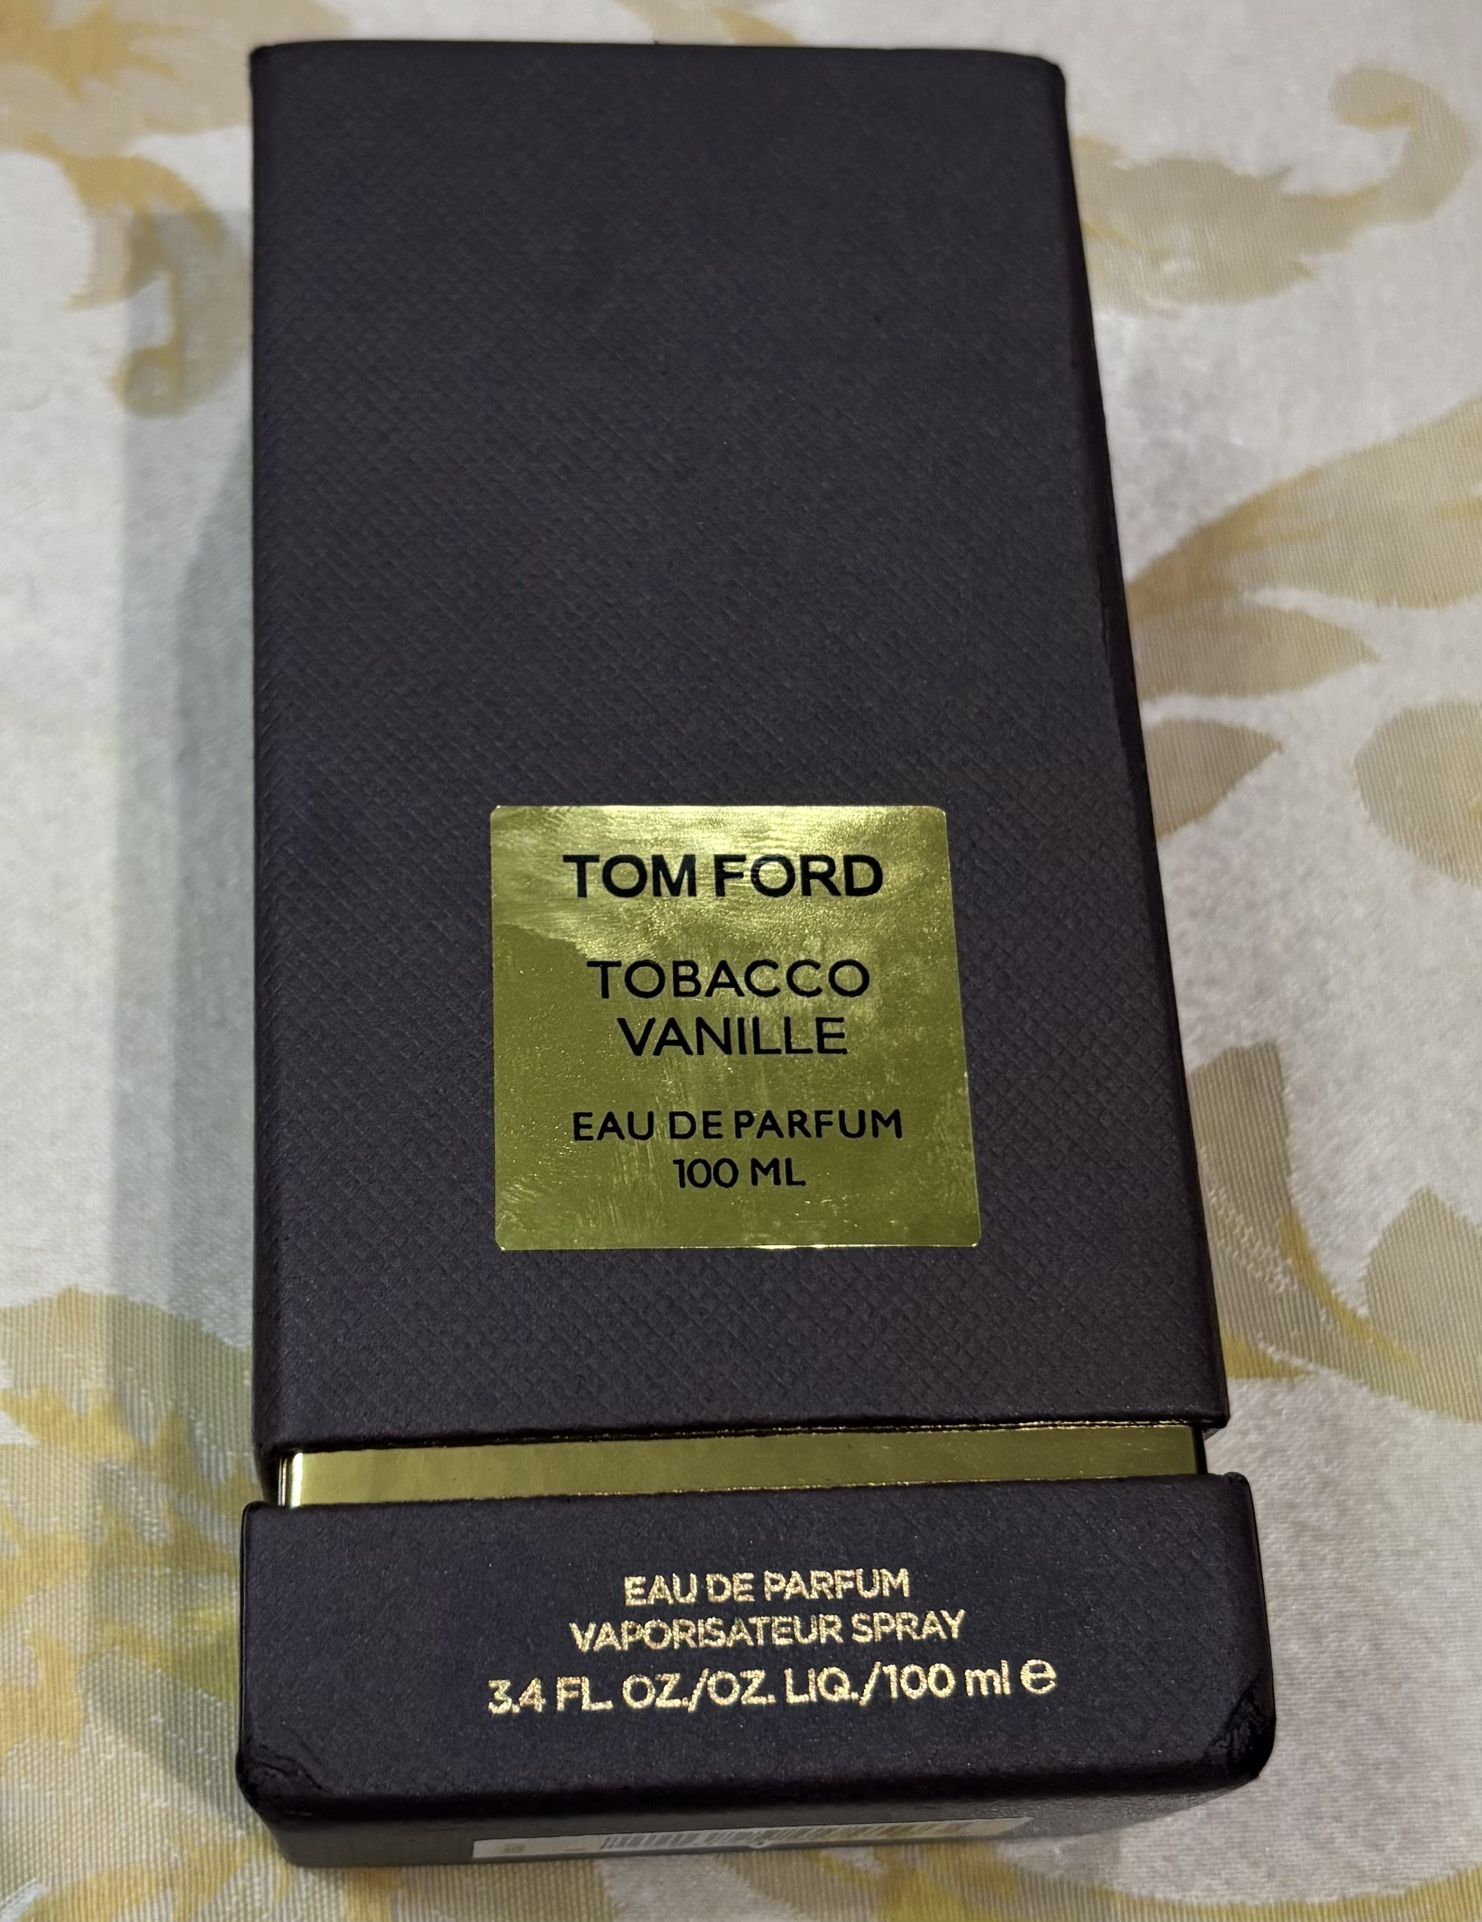 TOM FORD
TOBACCO
VANILLE
EAU DE PARFUM
100 ML
EAU DE PARFUM
VAPORISATEUR SPRAY
3.4 FL. OZ./OZ. LIQ./100 ml ℮